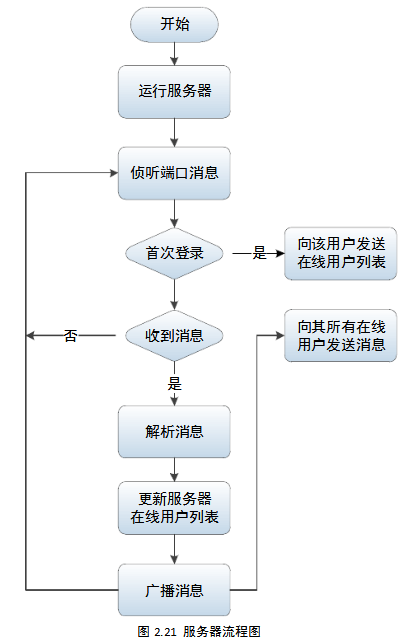 开始
运行服务器
侦听端口消息
首次登录
是
向该用户发送
在线用户列表
收到消息
否
向其所有在线
用户发送消息
是
解析消息
更新服务器
在线用户列表
广播消息
图 2.21 服务器流程图